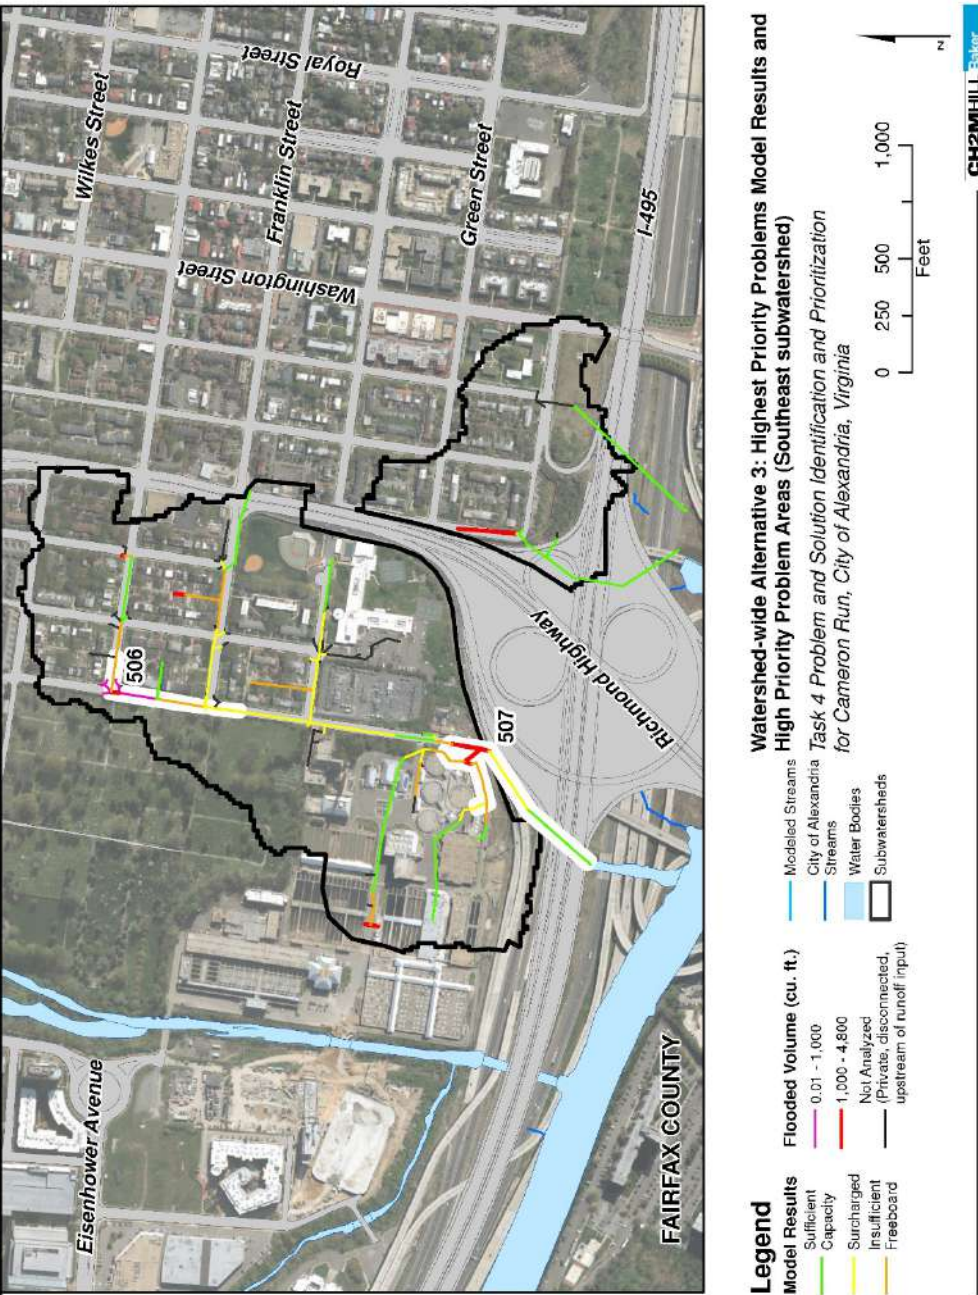 Wilkes Street
Royal Street
Franklin Street
Washington Street
Green Street
I-495
506
507
Richmond Highway
Eisenhower Avenue
FAIRFAX COUNTY
Legend
Model Results
Sufficient
Capacity
Surcharged
Insufficient
Freeboard
Flooded Volume (cu. ft.)
0.01 - 1,000
1,000 - 4,800
Not Analyzed
(Private, disconnected,
upstream of runoff input)
Modeled Streams
City of Alexandria
Streams
Water Bodies
Subwatersheds
Watershed-wide Alternative 3: Highest Priority Problems Model Results and
High Priority Problem Areas (Southeast subwatershed)
Task 4 Problem and Solution Identification and Prioritization
for Cameron Run, City of Alexandria, Virginia
0 250 500 1,000
Feet
N
Baker
CH2MHILL